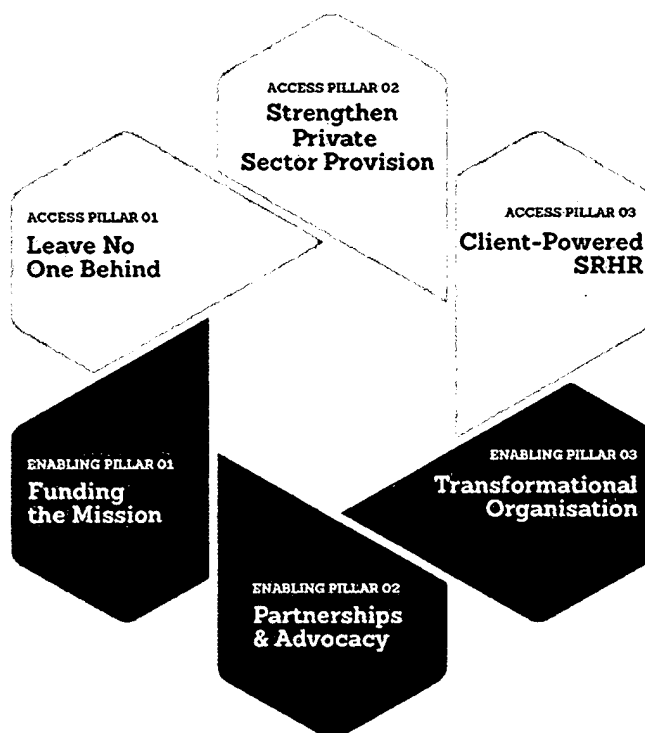 ACCESS PILLAR 02
Strengthen
Private
Sector Provision
ACCESS PILLAR 01
Leave No
One Behind
ACCESS PILLAR 03
Client-Powered
SRHR
ENABLING PILLAR 01
Funding
the Mission
ENABLING PILLAR 03
Transformational
Organisation
ENABLING PILLAR 02
Partnerships
& Advocacy